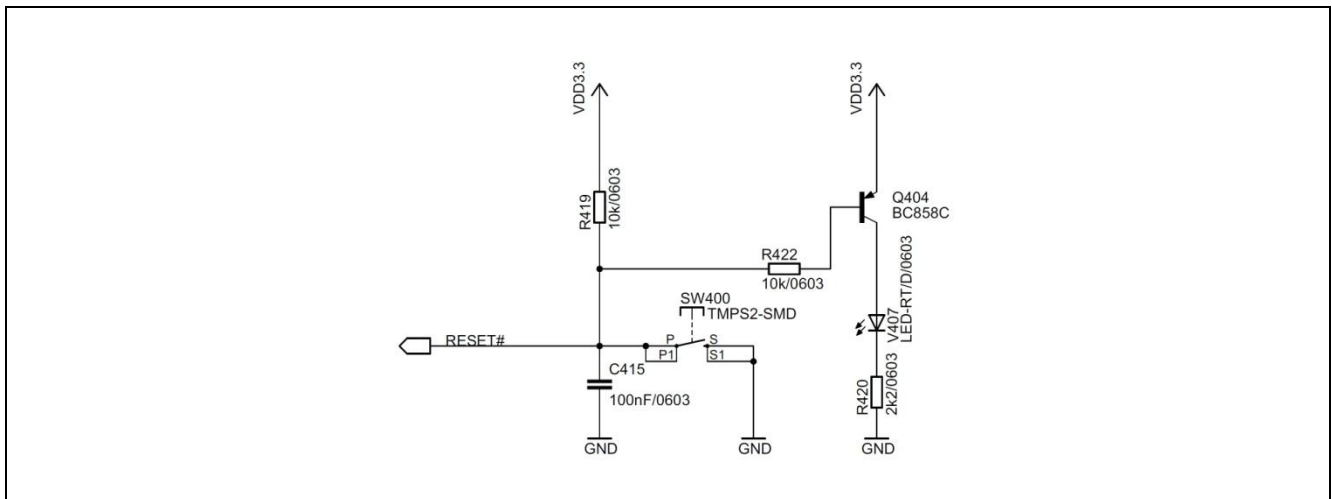 VDD3.3
VDD3.3
R419
10k/0603
Q404
BC858C
R422
10k/0603
SW400
TMPS2-SMD
V407
LED-RT/D/0603
RESET#
P
S
P1
S1
C415
100nF/0603
R420
2k2/0603
GND
GND
GND